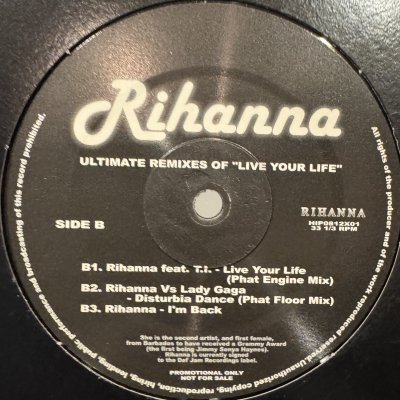 Rihanna
ULTIMATE REMIXES OF "LIVE YOUR LIFE"
SIDE B
RIHANNA
HIP0812X01
33 1/3 RPM
B1. Rihanna feat. T.i. - Live Your Life
(Phat Engine Mix)
B2. Rihanna Vs Lady Gaga
- Disturbia Dance (Phat Floor Mix)
B3. Rihanna - I'm Back
She is the second artist, and first female,
from Barbados to have received a Grammy Award
(the first being Jimmy Senya Haynes).
Rihanna is currently signed
to the Def Jam Recordings label.
PROMOTIONAL ONLY
NOT FOR SALE
All rights of the producer and of the work reproduced reserved. Unauthorized copying, reproduction, hiring, lending, public performance and broadcasting of this record prohibited.